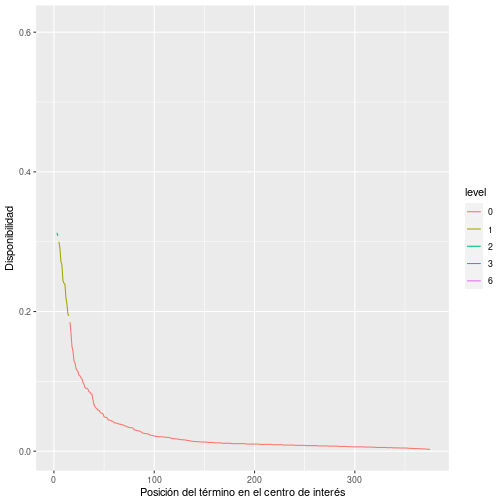 0.6
0.4
0.2
0.0
0 100 200 300
Disponibilidad
Posición del término en el centro de interés
level
0
1
2
3
6